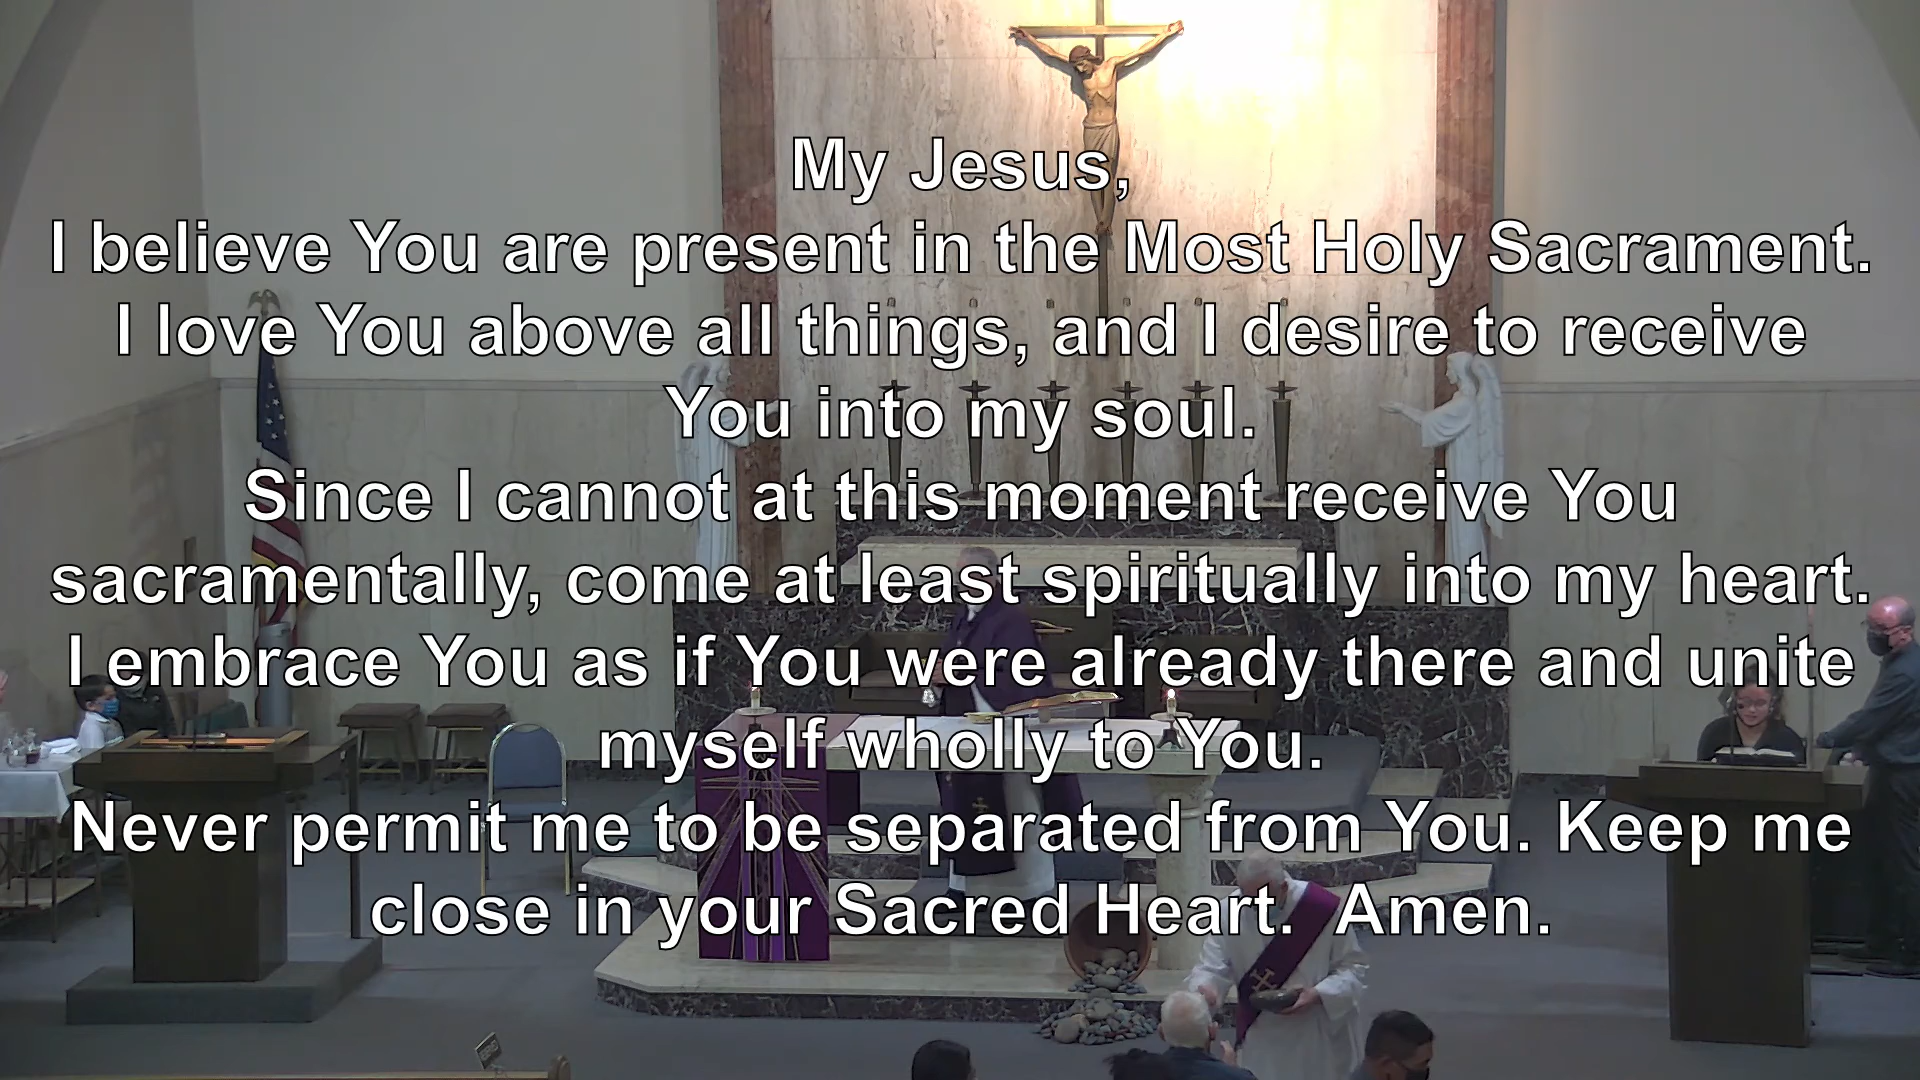 My Jesus,
I believe You are present in the Most Holy Sacrament.
I love You above all things, and I desire to receive
You into my soul.
Since I cannot at this moment receive You
sacramentally, come at least spiritually into my heart.
I embrace You as if You were already there and unite
myself wholly to You.
Never permit me to be separated from You. Keep me
close in your Sacred Heart.  Amen.